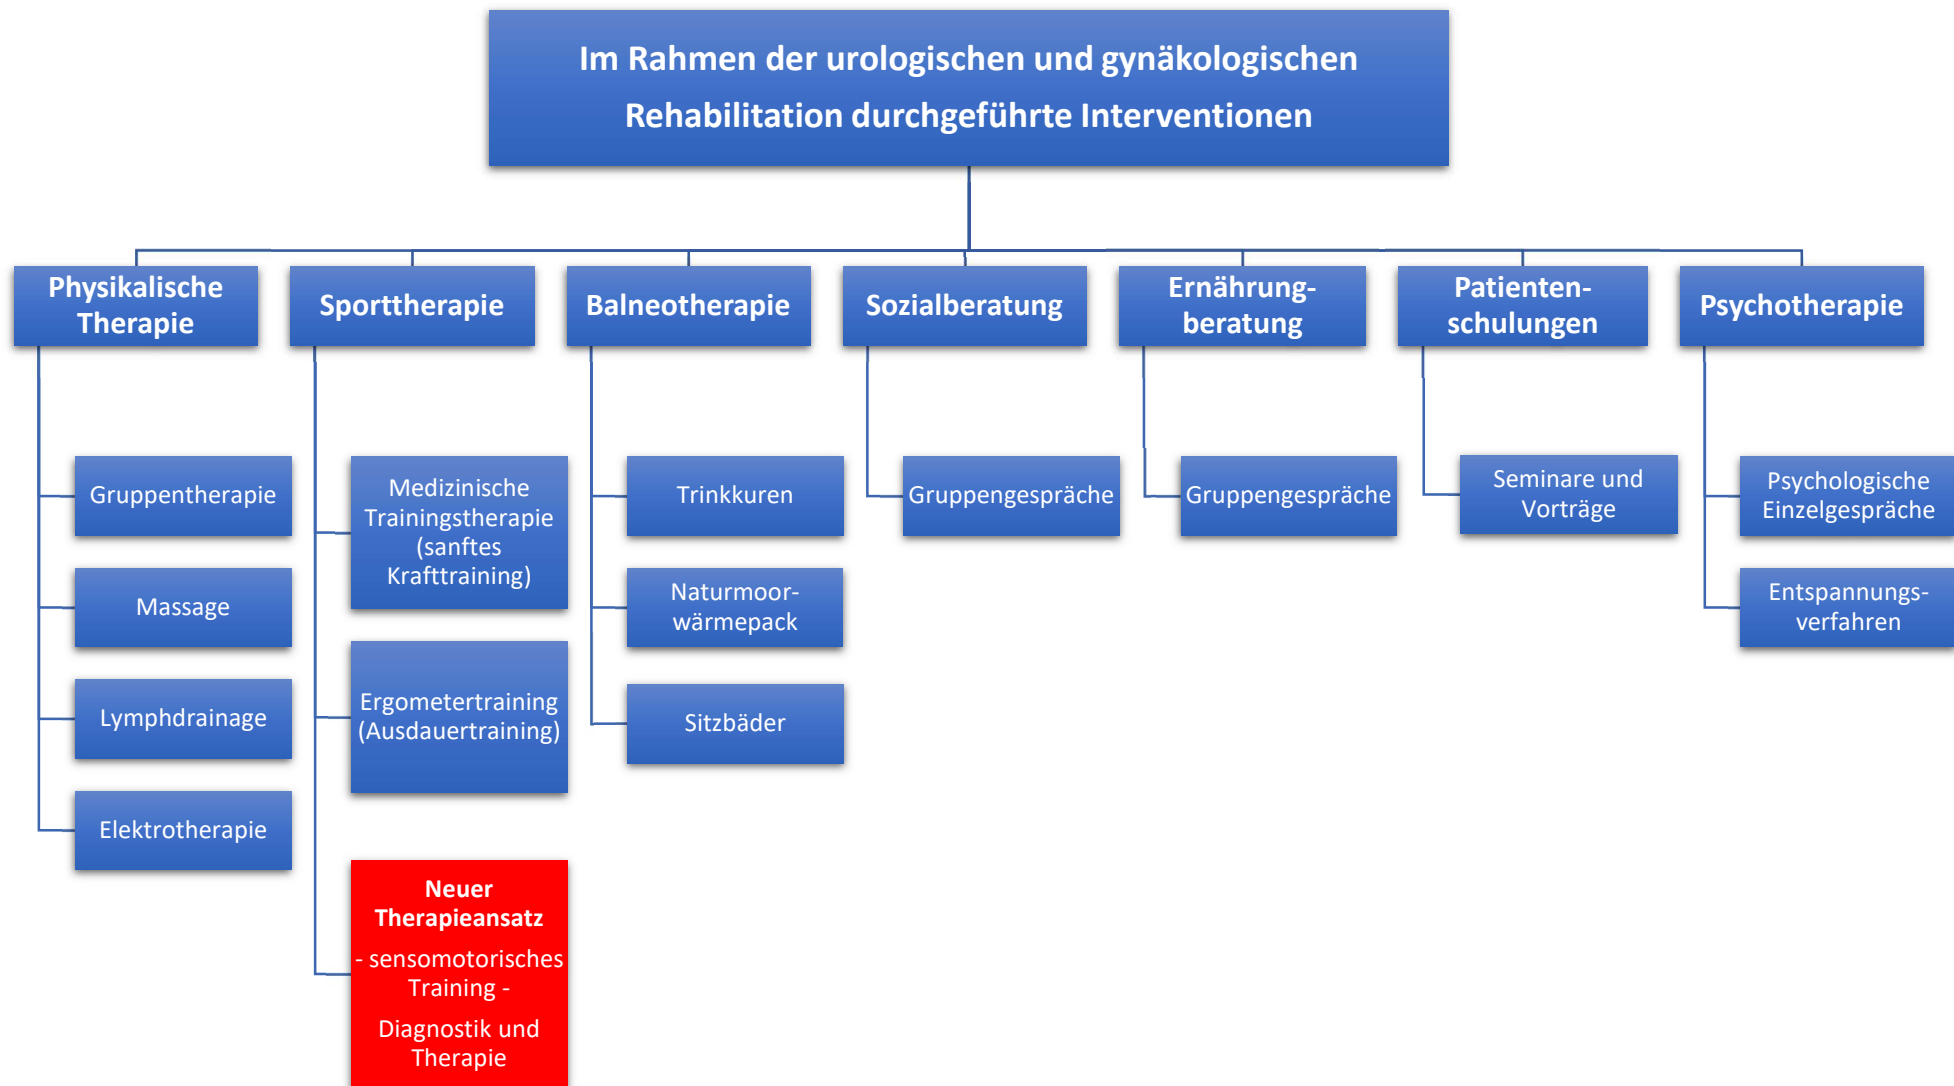 Im Rahmen der urologischen und gynäkologischen
Rehabilitation durchgeführte Interventionen
Physikalische
Therapie
Sporttherapie
Balneotherapie
Sozialberatung
Ernährung-
beratung
Patienten-
schulungen
Psychotherapie
Gruppentherapie
Massage
Lymphdrainage
Elektrotherapie
Medizinische
Trainingstherapie
(sanftes
Krafttraining)
Ergometertraining
(Ausdauertraining)
Neuer
Therapieansatz
- sensomotorisches
Training -
Diagnostik und
Therapie
Trinkkuren
Naturmoor-
wärmepack
Sitzbäder
Gruppengespräche
Gruppengespräche
Seminare und
Vorträge
Psychologische
Einzelgespräche
Entspannungs-
verfahren